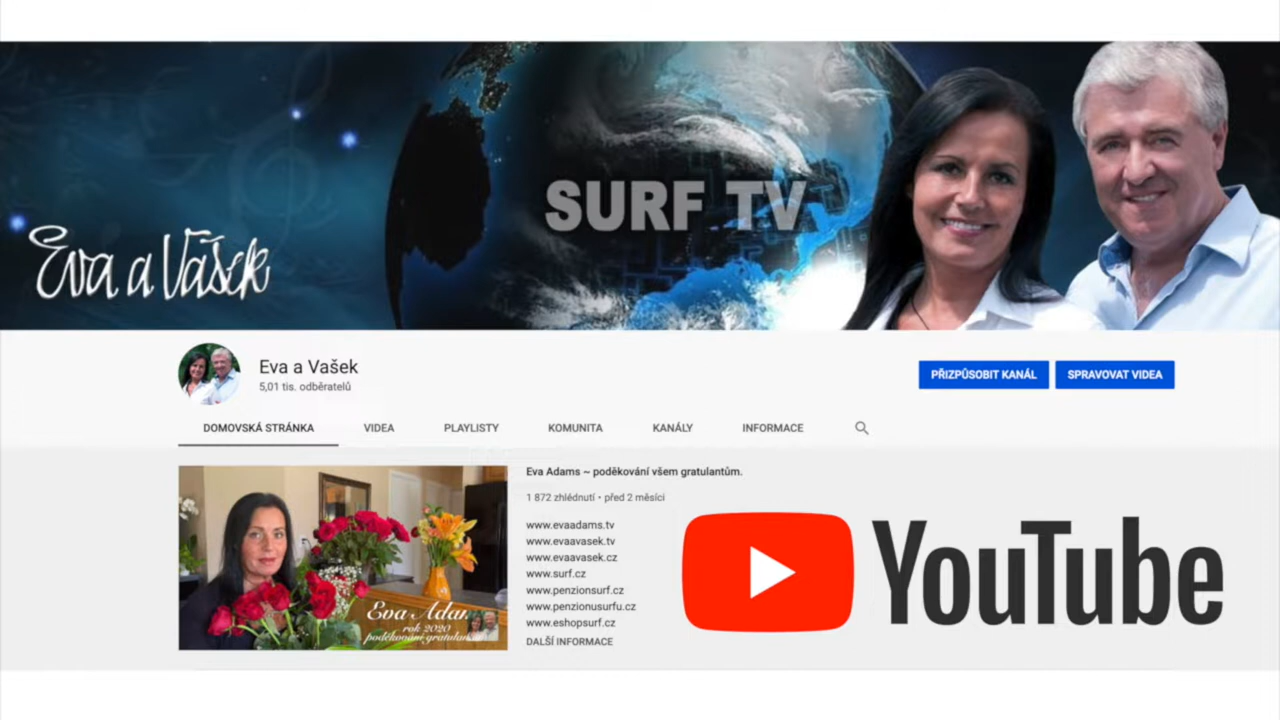 SURF TV
Eva a Vašek
Eva a Vašek
5,01 tis. odběratelů
PŘIZPŮSOBIT KANÁL
SPRAVOVAT VIDEA
DOMOVSKÁ STRÁNKA
VIDEA
PLAYLISTY
KOMUNITA
KANÁLY
INFORMACE
Eva Adams ~ poděkování všem gratulantům.
1 872 zhlédnutí • před 2 měsíci
www.evaadams.tv
www.evaavasek.tv
www.evaavasek.cz
www.surf.cz
www.penzionsurf.cz
www.penzionusurfu.cz
www.eshopsurf.cz
DALŠÍ INFORMACE
Eva Adam
rok 2020
poděkování
YouTube